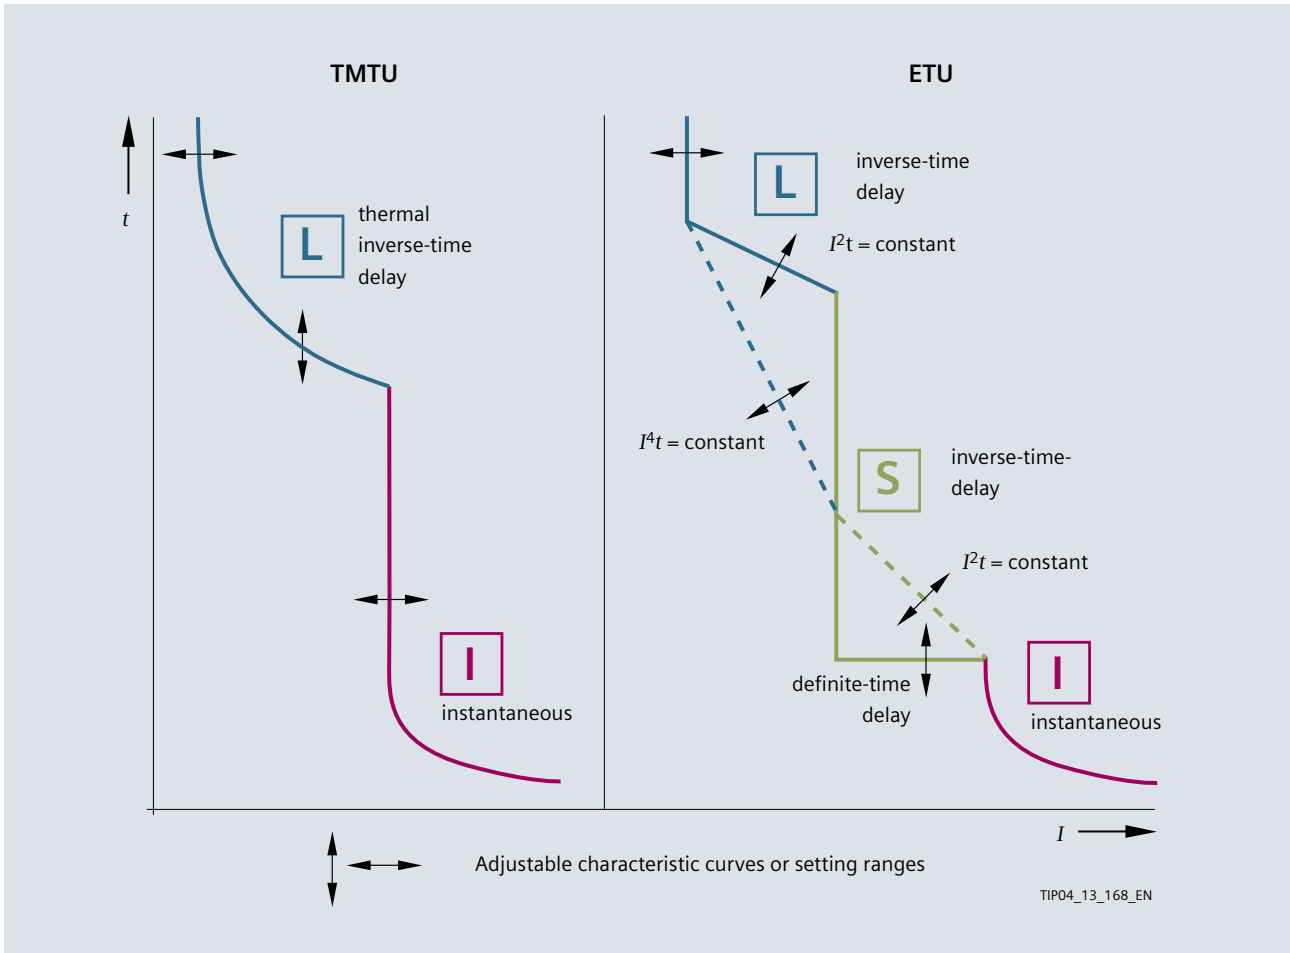 TMTU
ETU
t
L
thermal
inverse-time
delay
I
instantaneous
L
inverse-time
delay
I²t = constant
I⁴t = constant
S
inverse-time-
delay
I²t = constant
definite-time
delay
I
instantaneous
I
Adjustable characteristic curves or setting ranges
TIP04_13_168_EN